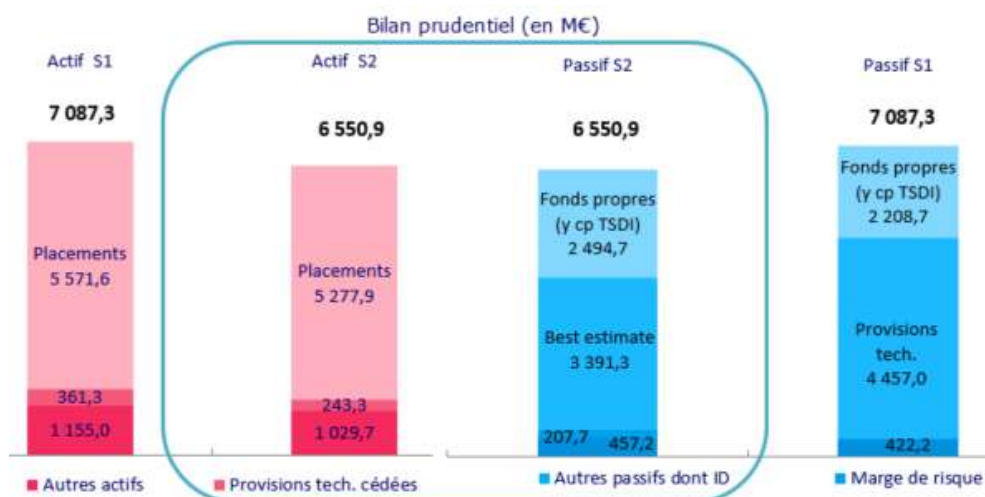 Bilan prudentiel (en M€)
Actif S1
Actif S2
Passif S2
Passif S1
7 087,3
6 550,9
6 550,9
7 087,3
Placements
5 571,6
361,3
1 155,0
Placements
5 277,9
243,3
1 029,7
Fonds propres
(y cp TSDI)
2 494,7
Best estimate
3 391,3
207,7
457,2
Fonds propres
(y cp TSDI)
2 208,7
Provisions
tech.
4 457,0
422,2
Autres actifs
Provisions tech. cédées
Autres passifs dont ID
Marge de risque